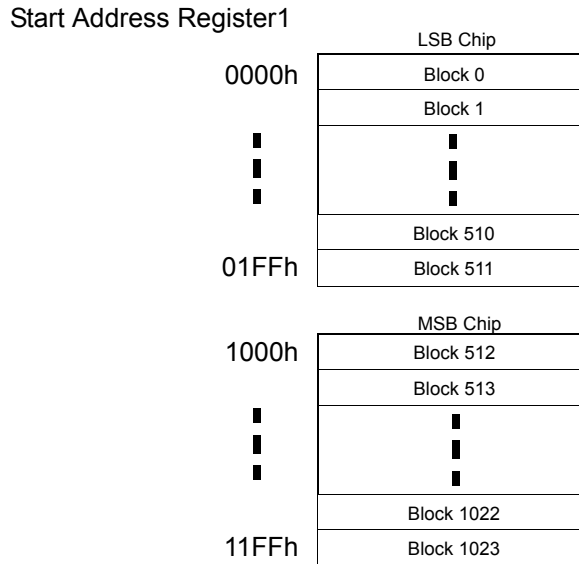 Start Address Register1
LSB Chip
0000h Block 0
Block 1
Block 510
01FFh Block 511
MSB Chip
1000h Block 512
Block 513
Block 1022
11FFh Block 1023